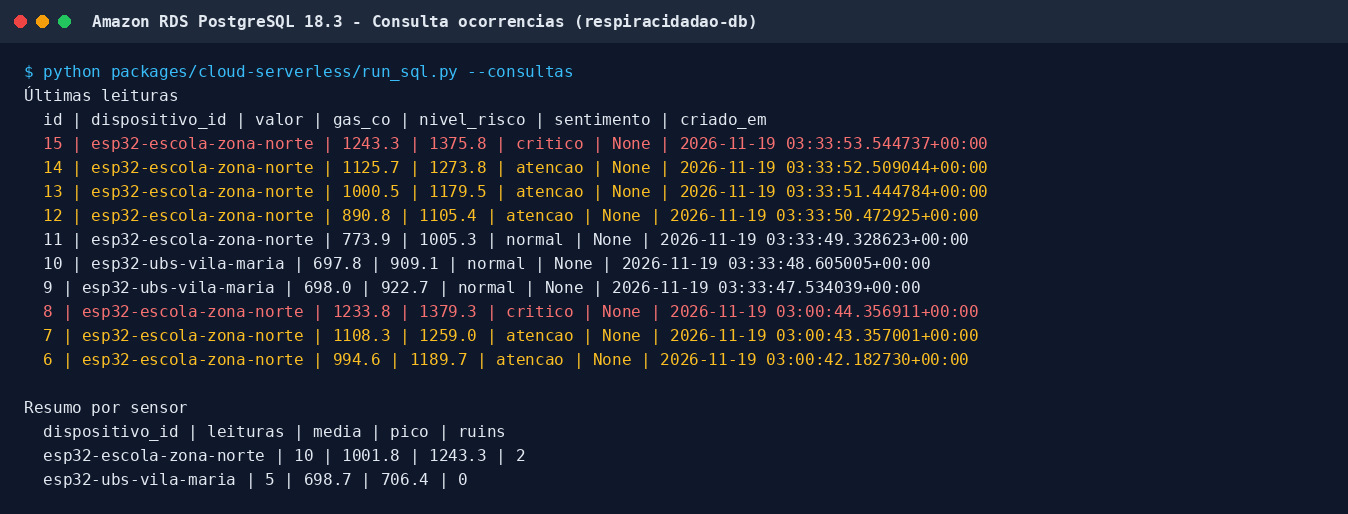 Amazon RDS PostgreSQL 18.3 - Consulta ocorrencias (respiracidadao-db)
$ python packages/cloud-serverless/run_sql.py --consultas
Últimas leituras
id | dispositivo_id | valor | gas_co | nivel_risco | sentimento | criado_em
15 | esp32-escola-zona-norte | 1243.3 | 1375.8 | critico | None | 2026-11-19 03:33:53.544737+00:00
14 | esp32-escola-zona-norte | 1125.7 | 1273.8 | atencao | None | 2026-11-19 03:33:52.509044+00:00
13 | esp32-escola-zona-norte | 1000.5 | 1179.5 | atencao | None | 2026-11-19 03:33:51.444784+00:00
12 | esp32-escola-zona-norte | 890.8 | 1105.4 | atencao | None | 2026-11-19 03:33:50.472925+00:00
11 | esp32-escola-zona-norte | 773.9 | 1005.3 | normal | None | 2026-11-19 03:33:49.328623+00:00
10 | esp32-ubs-vila-maria | 697.8 | 909.1 | normal | None | 2026-11-19 03:33:48.605005+00:00
9 | esp32-ubs-vila-maria | 698.0 | 922.7 | normal | None | 2026-11-19 03:33:47.534039+00:00
8 | esp32-escola-zona-norte | 1233.8 | 1379.3 | critico | None | 2026-11-19 03:00:44.356911+00:00
7 | esp32-escola-zona-norte | 1108.3 | 1259.0 | atencao | None | 2026-11-19 03:00:43.357001+00:00
6 | esp32-escola-zona-norte | 994.6 | 1189.7 | atencao | None | 2026-11-19 03:00:42.182730+00:00
Resumo por sensor
dispositivo_id | leituras | media | pico | ruins
esp32-escola-zona-norte | 10 | 1001.8 | 1243.3 | 2
esp32-ubs-vila-maria | 5 | 698.7 | 706.4 | 0